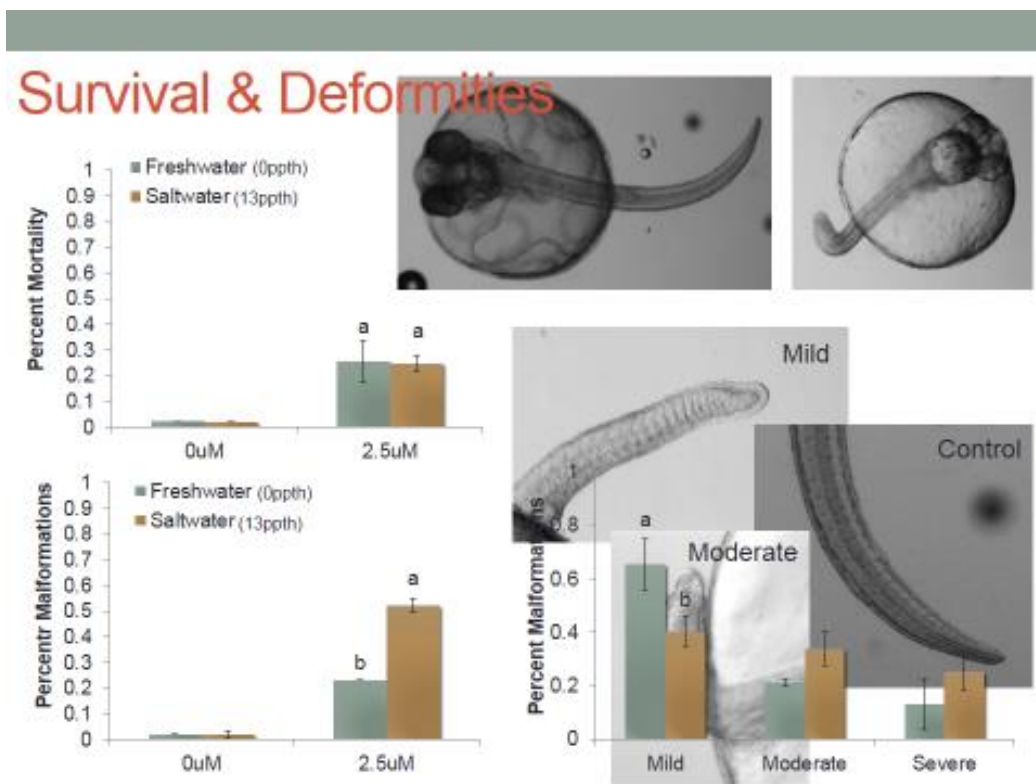 Survival & Deformities
Freshwater (0ppth)
Saltwater (13ppth)
Percent Mortality
1
0.9
0.8
0.7
0.6
0.5
0.4
0.3
0.2
0.1
0
a
a
0uM
2.5uM
Freshwater (0ppth)
Saltwater (13ppth)
Percentr Malformations
1
0.9
0.8
0.7
0.6
0.5
0.4
0.3
0.2
0.1
0
b
a
0uM
2.5uM
Mild
Control
Moderate
Percent Malformations
0.8
0.6
0.4
0.2
0
a
b
Mild
Moderate
Severe